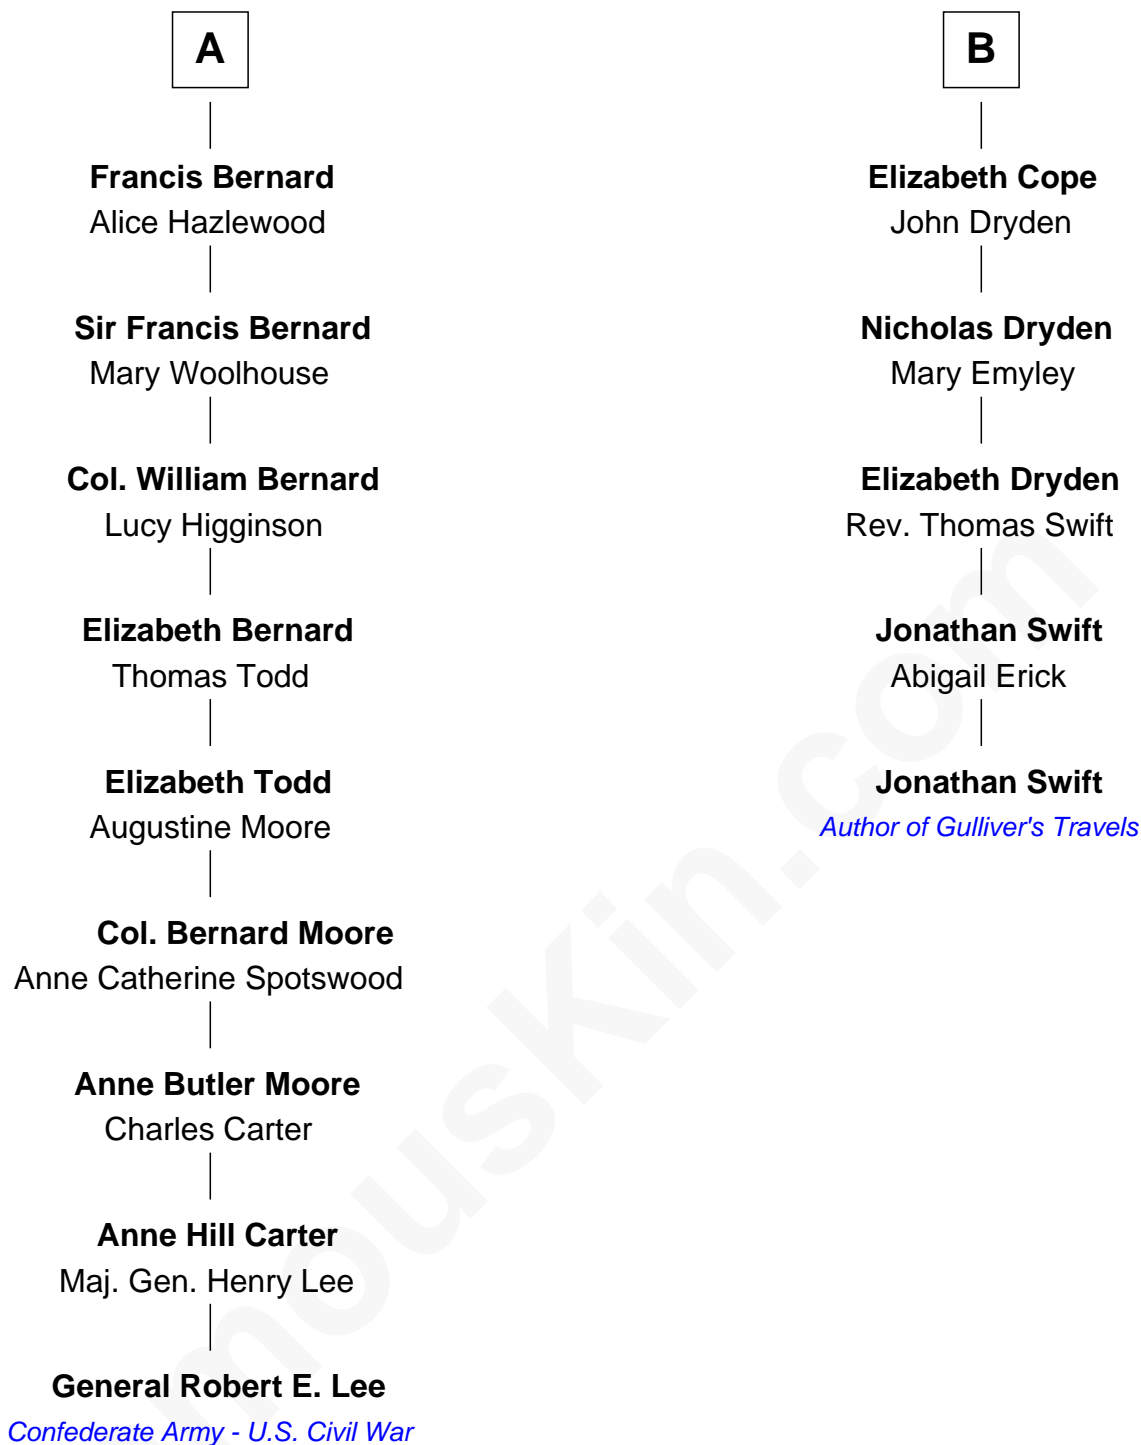 A
Francis Bernard
Alice Hazlewood
Sir Francis Bernard
Mary Woolhouse
Col. William Bernard
Lucy Higginson
Elizabeth Bernard
Thomas Todd
Elizabeth Todd
Augustine Moore
Col. Bernard Moore
Anne Catherine Spotswood
Anne Butler Moore
Charles Carter
Anne Hill Carter
Maj. Gen. Henry Lee
General Robert E. Lee
Confederate Army - U.S. Civil War
B
Elizabeth Cope
John Dryden
Nicholas Dryden
Mary Emyley
Elizabeth Dryden
Rev. Thomas Swift
Jonathan Swift
Abigail Erick
Jonathan Swift
Author of Gulliver's Travels
mousKin.com